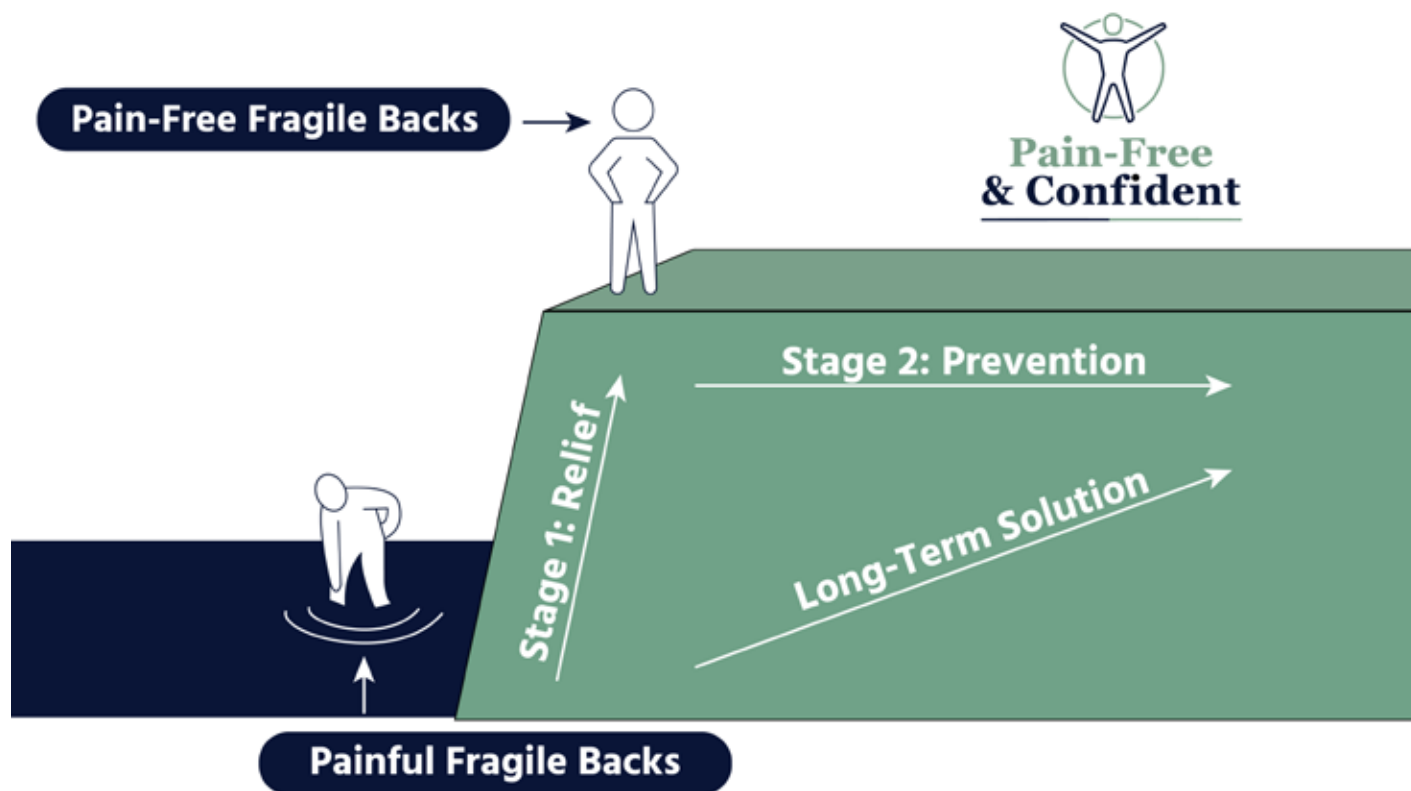 Pain-Free Fragile Backs
Pain-Free
& Confident
Stage 2: Prevention
Stage 1: Relief
Long-Term Solution
Painful Fragile Backs